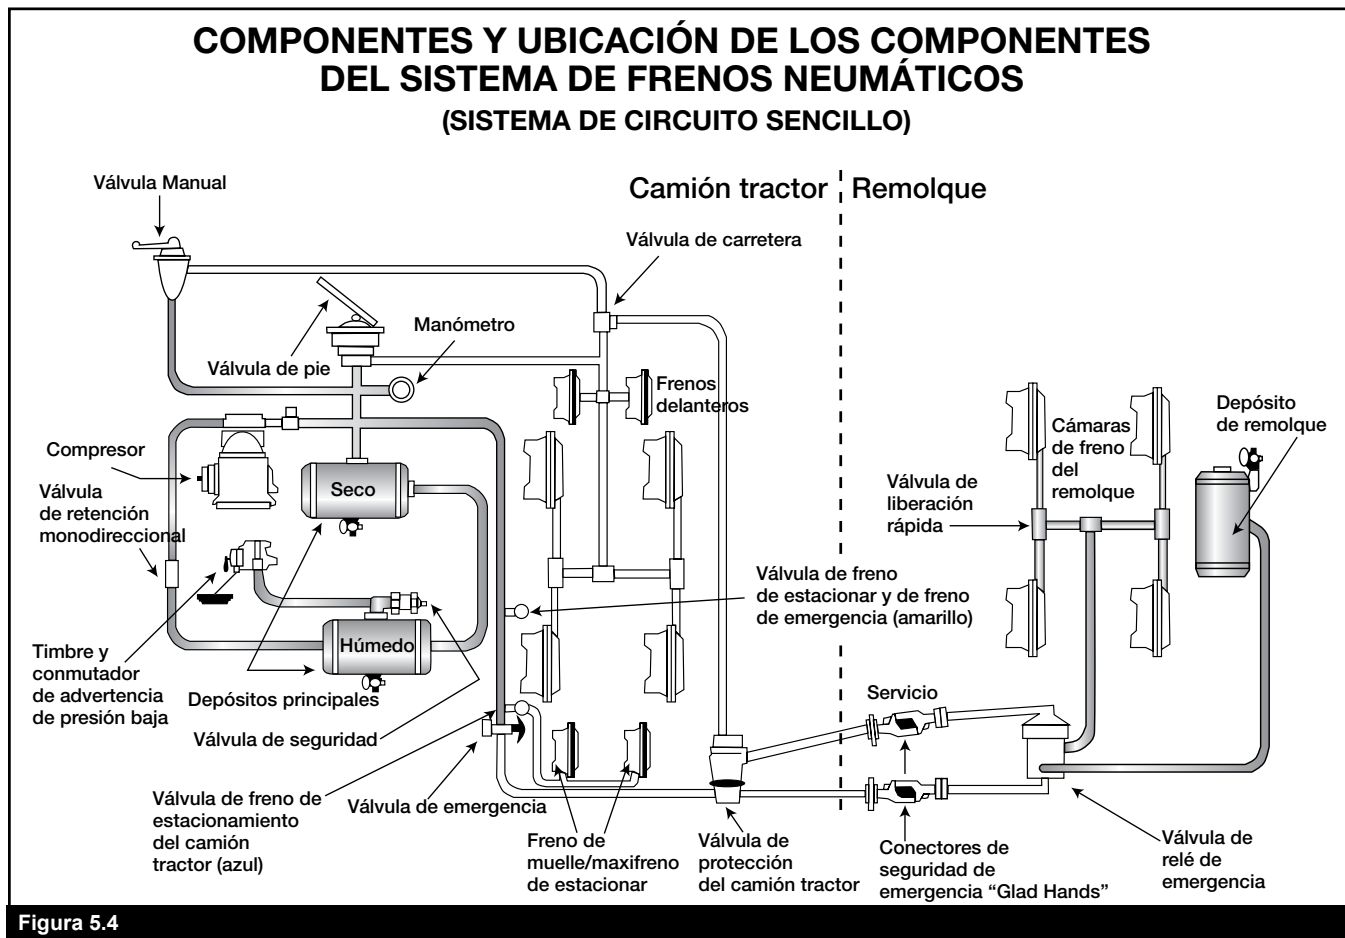 COMPONENTES Y UBICACIÓN DE LOS COMPONENTES
DEL SISTEMA DE FRENOS NEUMÁTICOS
(SISTEMA DE CIRCUITO SENCILLO)
Camión tractor
Remolque
Válvula Manual
Válvula de carretera
Manómetro
Válvula de pie
Frenos
delanteros
Compresor
Válvula
de retención
monodireccional
Seco
Húmedo
Timbre y
conmutador
de advertencia
de presión baja
Depósitos principales
Válvula de seguridad
Válvula de freno de
estacionamiento
del camión
tractor (azul)
Válvula de emergencia
Freno de
muelle/maxifreno
de estacionar
Válvula de
protección
del camión tractor
Válvula de freno
de estacionar y de freno
de emergencia (amarillo)
Cámaras
de freno
del
remolque
Depósito
de remolque
Válvula de
liberación
rápida
Servicio
Conectores de
seguridad de
emergencia “Glad Hands”
Válvula de
relé de
emergencia
Figura 5.4